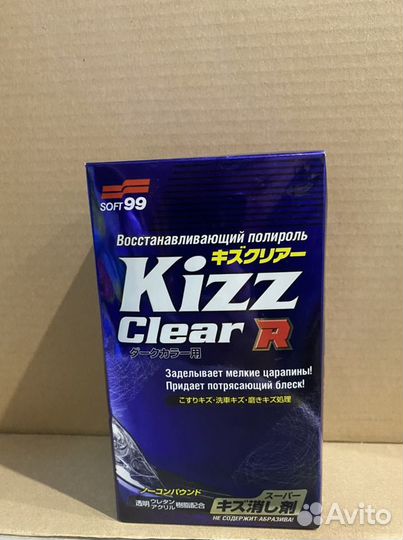 SOFT99
Восстанавливающий полироль
キズクリアー
Kizz
Clear R
ダークカラー用
Заделывает мелкие царапины!
Придает потрясающий блеск!
こすりキズ・洗車キズ・磨きキズ処理
ノーコンパウンド
透明ウレタンアクリル樹脂配合
スーパー
キズ消し剤
НЕ СОДЕРЖИТ АБРАЗИВА!
Avito